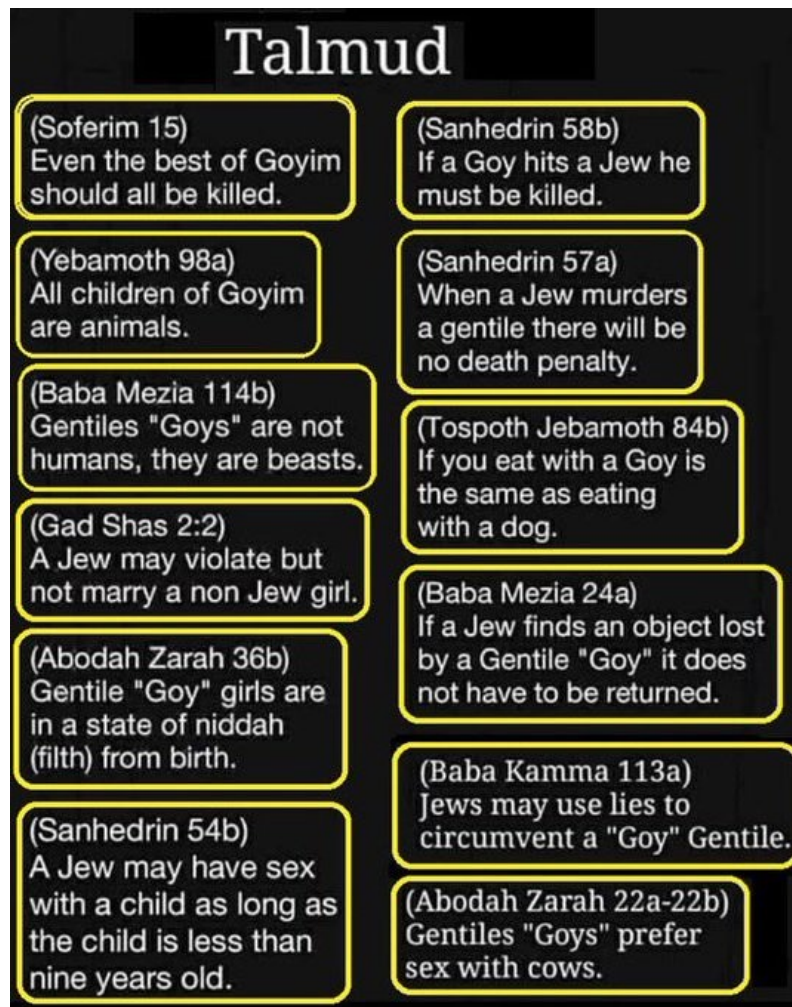 Talmud
(Soferim 15)
Even the best of Goyim
should all be killed.
(Yebamoth 98a)
All children of Goyim
are animals.
(Baba Mezia 114b)
Gentiles "Goys" are not
humans, they are beasts.
(Gad Shas 2:2)
A Jew may violate but
not marry a non Jew girl.
(Abodah Zarah 36b)
Gentile "Goy" girls are
in a state of niddah
(filth) from birth.
(Sanhedrin 54b)
A Jew may have sex
with a child as long as
the child is less than
nine years old.
(Sanhedrin 58b)
If a Goy hits a Jew he
must be killed.
(Sanhedrin 57a)
When a Jew murders
a gentile there will be
no death penalty.
(Tospoth Jebamoth 84b)
If you eat with a Goy is
the same as eating
with a dog.
(Baba Mezia 24a)
If a Jew finds an object lost
by a Gentile "Goy" it does
not have to be returned.
(Baba Kamma 113a)
Jews may use lies to
circumvent a "Goy" Gentile.
(Abodah Zarah 22a-22b)
Gentiles "Goys" prefer
sex with cows.